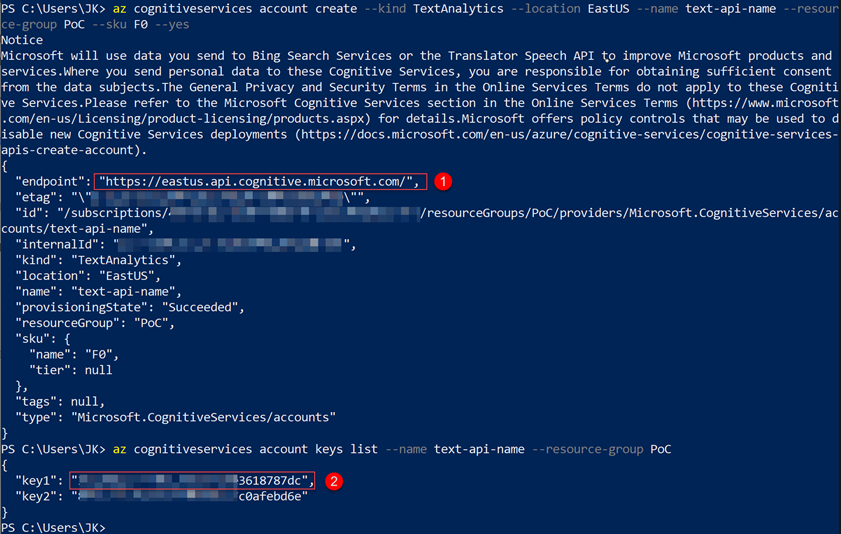 PS C:\Users\JK> az cognitiveservices account create --kind TextAnalytics --location EastUS --name text-api-name --resour
ce-group PoC --sku F0 --yes
Notice
Microsoft will use data you send to Bing Search Services or the Translator Speech API to improve Microsoft products and
services.Where you send personal data to these Cognitive Services, you are responsible for obtaining sufficient consent
from the data subjects.The General Privacy and Security Terms in the Online Services Terms do not apply to these Cogniti
ve Services.Please refer to the Microsoft Cognitive Services section in the Online Services Terms (https://www.microsoft
.com/en-us/Licensing/product-licensing/products.aspx) for details.Microsoft offers policy controls that may be used to d
isable new Cognitive Services deployments (https://docs.microsoft.com/en-us/azure/cognitive-services/cognitive-services-
apis-create-account).
{
"endpoint": "https://eastus.api.cognitive.microsoft.com/", 1
"etag": "\" \"",
"id": "/subscriptions/ /resourceGroups/PoC/providers/Microsoft.CognitiveServices/ac
counts/text-api-name",
"internalId": " ",
"kind": "TextAnalytics",
"location": "EastUS",
"name": "text-api-name",
"provisioningState": "Succeeded",
"resourceGroup": "PoC",
"sku": {
"name": "F0",
"tier": null
},
"tags": null,
"type": "Microsoft.CognitiveServices/accounts"
}
PS C:\Users\JK> az cognitiveservices account keys list --name text-api-name --resource-group PoC
{
"key1": " 3618787dc", 2
"key2": " c0afebd6e"
}
PS C:\Users\JK>